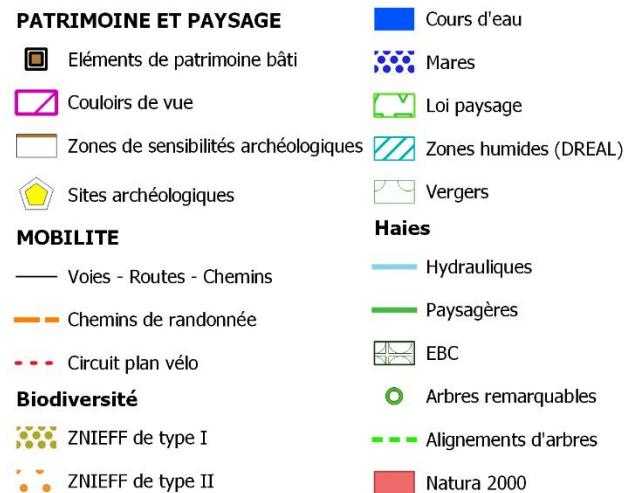 PATRIMOINE ET PAYSAGE
Eléments de patrimoine bâti
Couloirs de vue
Zones de sensibilités archéologiques
Sites archéologiques
MOBILITE
Voies - Routes - Chemins
Chemins de randonnée
Circuit plan vélo
Biodiversité
ZNIEFF de type I
ZNIEFF de type II
Cours d'eau
Mares
Loi paysage
Zones humides (DREAL)
Vergers
Haies
Hydrauliques
Paysagères
EBC
Arbres remarquables
Alignements d'arbres
Natura 2000